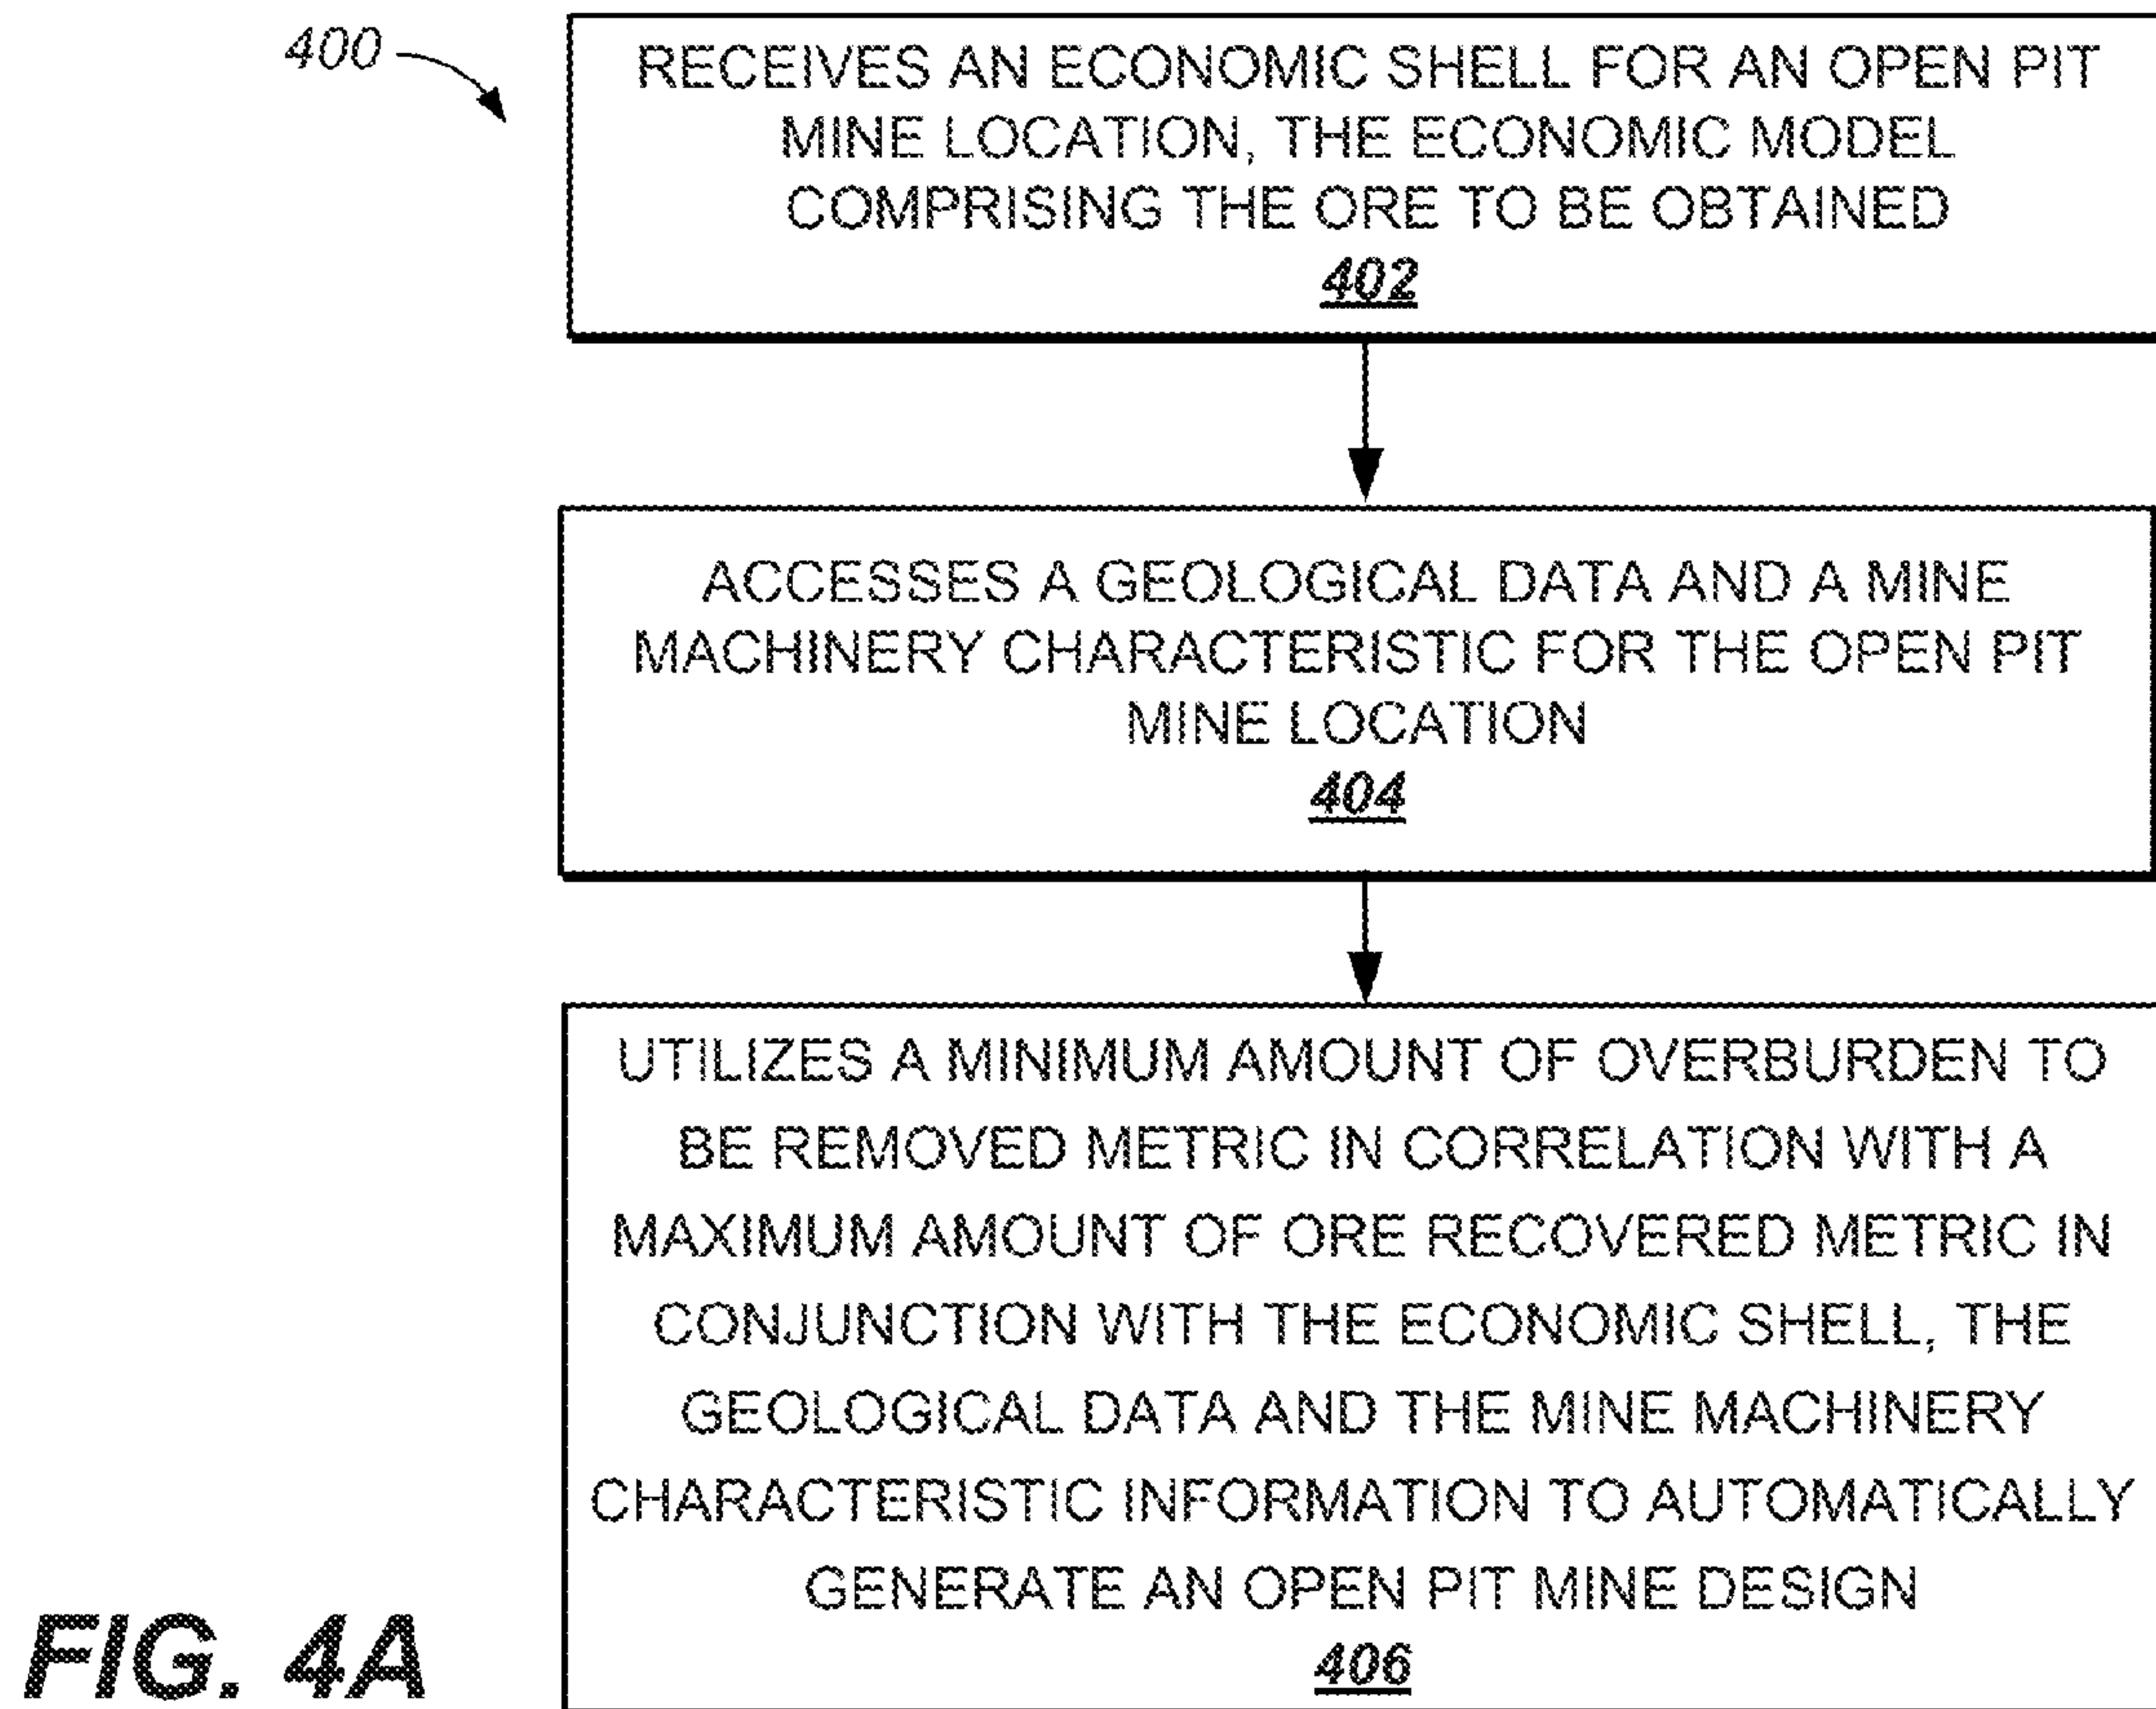 400
RECEIVES AN ECONOMIC SHELL FOR AN OPEN PIT
MINE LOCATION, THE ECONOMIC MODEL
COMPRISING THE ORE TO BE OBTAINED
402
ACCESSES A GEOLOGICAL DATA AND A MINE
MACHINERY CHARACTERISTIC FOR THE OPEN PIT
MINE LOCATION
404
UTILIZES A MINIMUM AMOUNT OF OVERBURDEN TO
BE REMOVED METRIC IN CORRELATION WITH A
MAXIMUM AMOUNT OF ORE RECOVERED METRIC IN
CONJUNCTION WITH THE ECONOMIC SHELL, THE
GEOLOGICAL DATA AND THE MINE MACHINERY
CHARACTERISTIC INFORMATION TO AUTOMATICALLY
GENERATE AN OPEN PIT MINE DESIGN
406
FIG. 4A